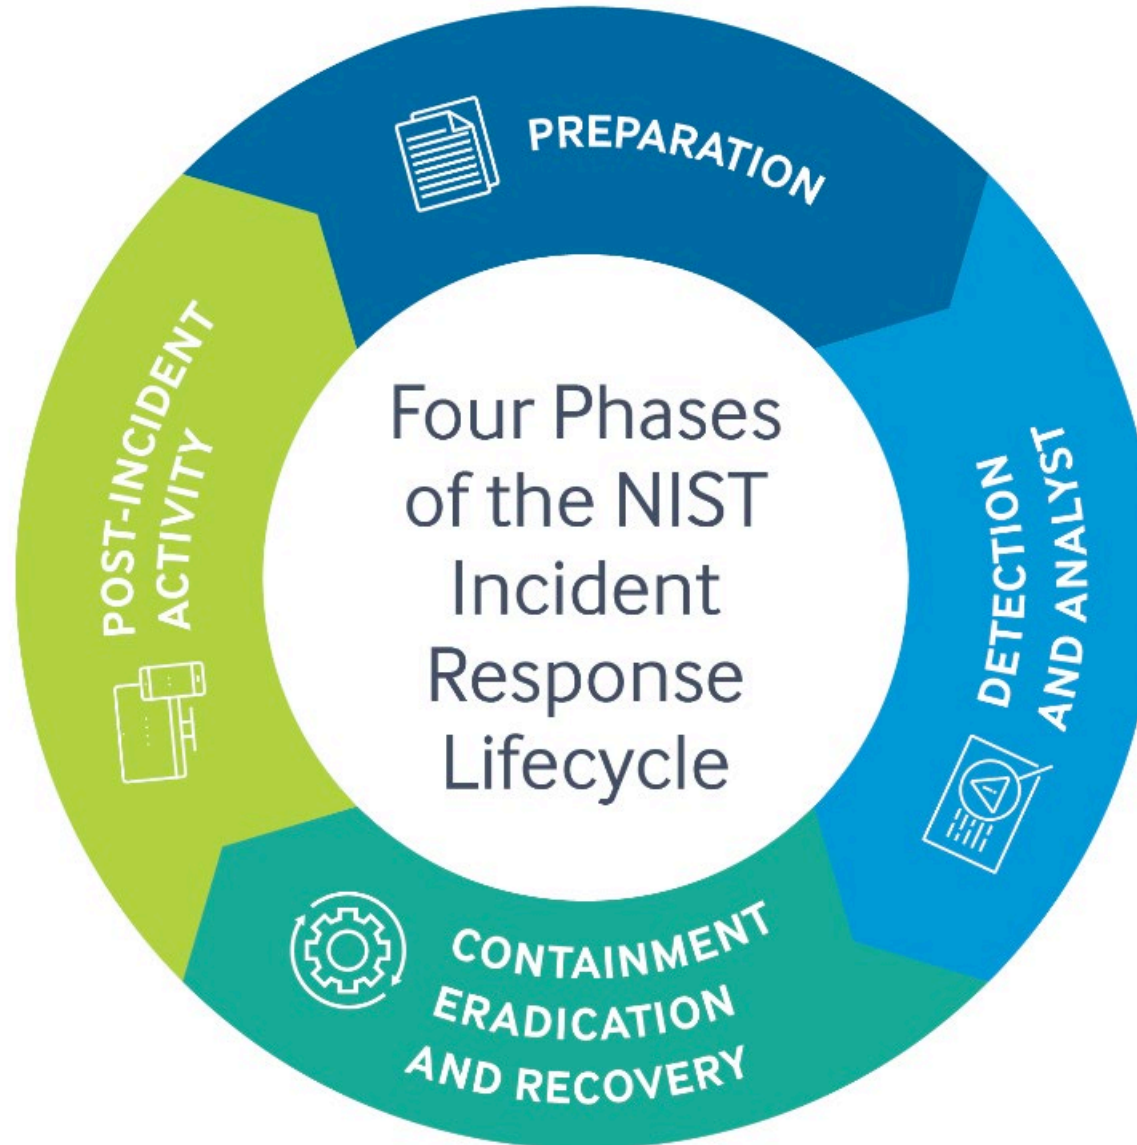 Four Phases
of the NIST
Incident
Response
Lifecycle
PREPARATION
DETECTION
AND ANALYST
CONTAINMENT
ERADICATION
AND RECOVERY
POST-INCIDENT
ACTIVITY